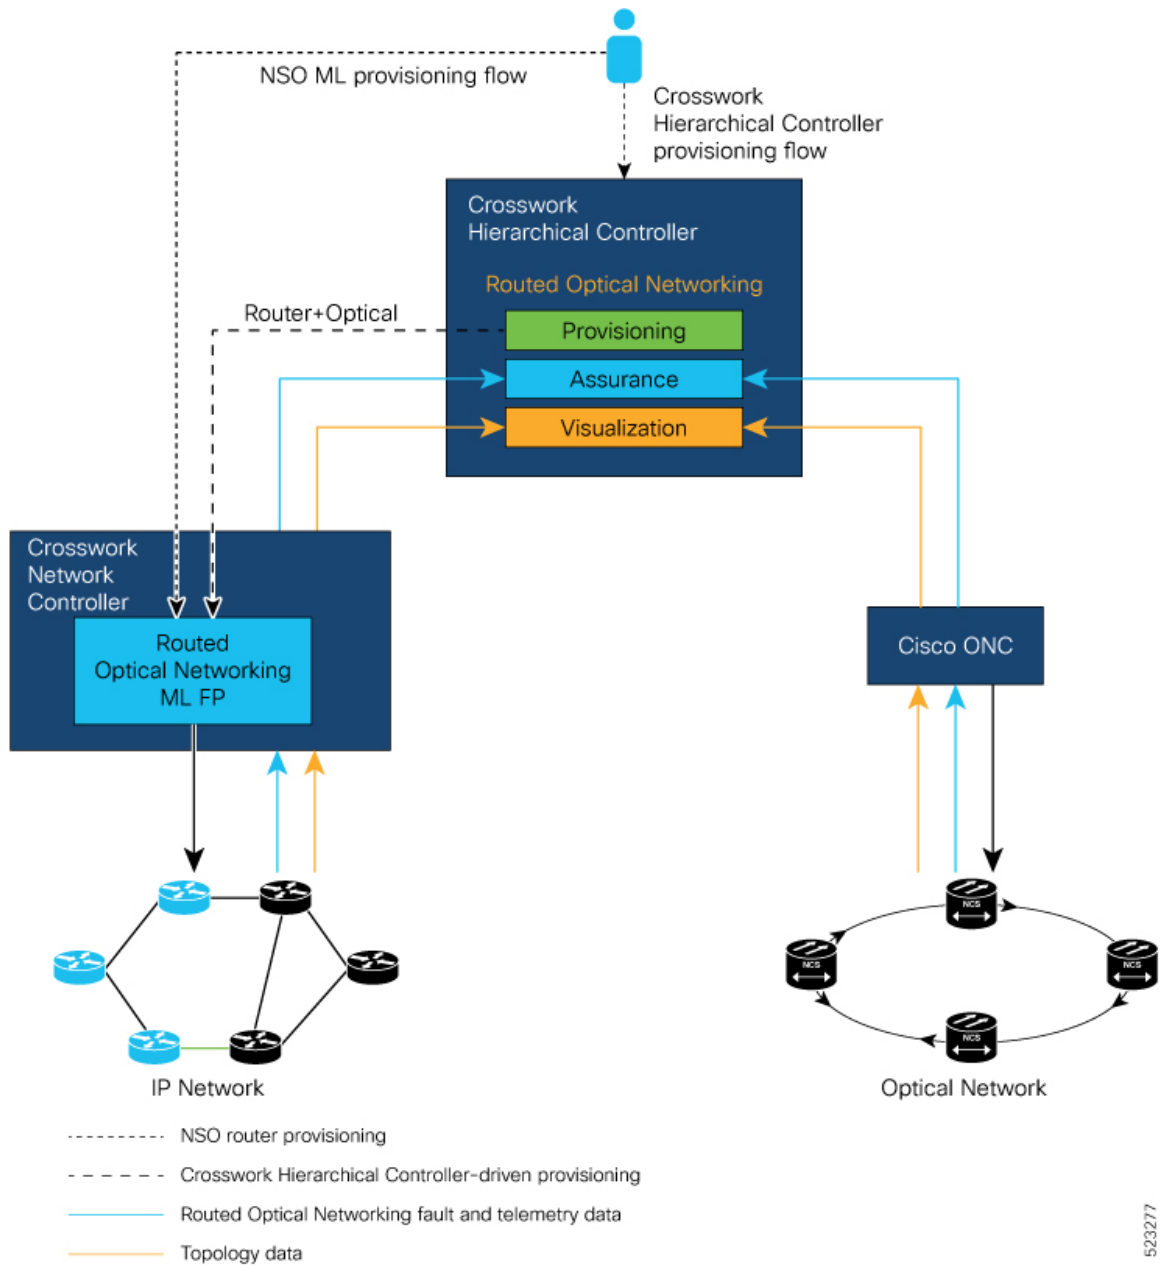 NSO ML provisioning flow
Crosswork
Hierarchical Controller
provisioning flow
Crosswork
Hierarchical Controller
Routed Optical Networking
Router+Optical
Provisioning
Assurance
Visualization
Crosswork
Network
Controller
Routed
Optical Networking
ML FP
Cisco ONC
NCS
NCS
NCS
NCS
IP Network
Optical Network
NSO router provisioning
Crosswork Hierarchical Controller-driven provisioning
Routed Optical Networking fault and telemetry data
Topology data
523277